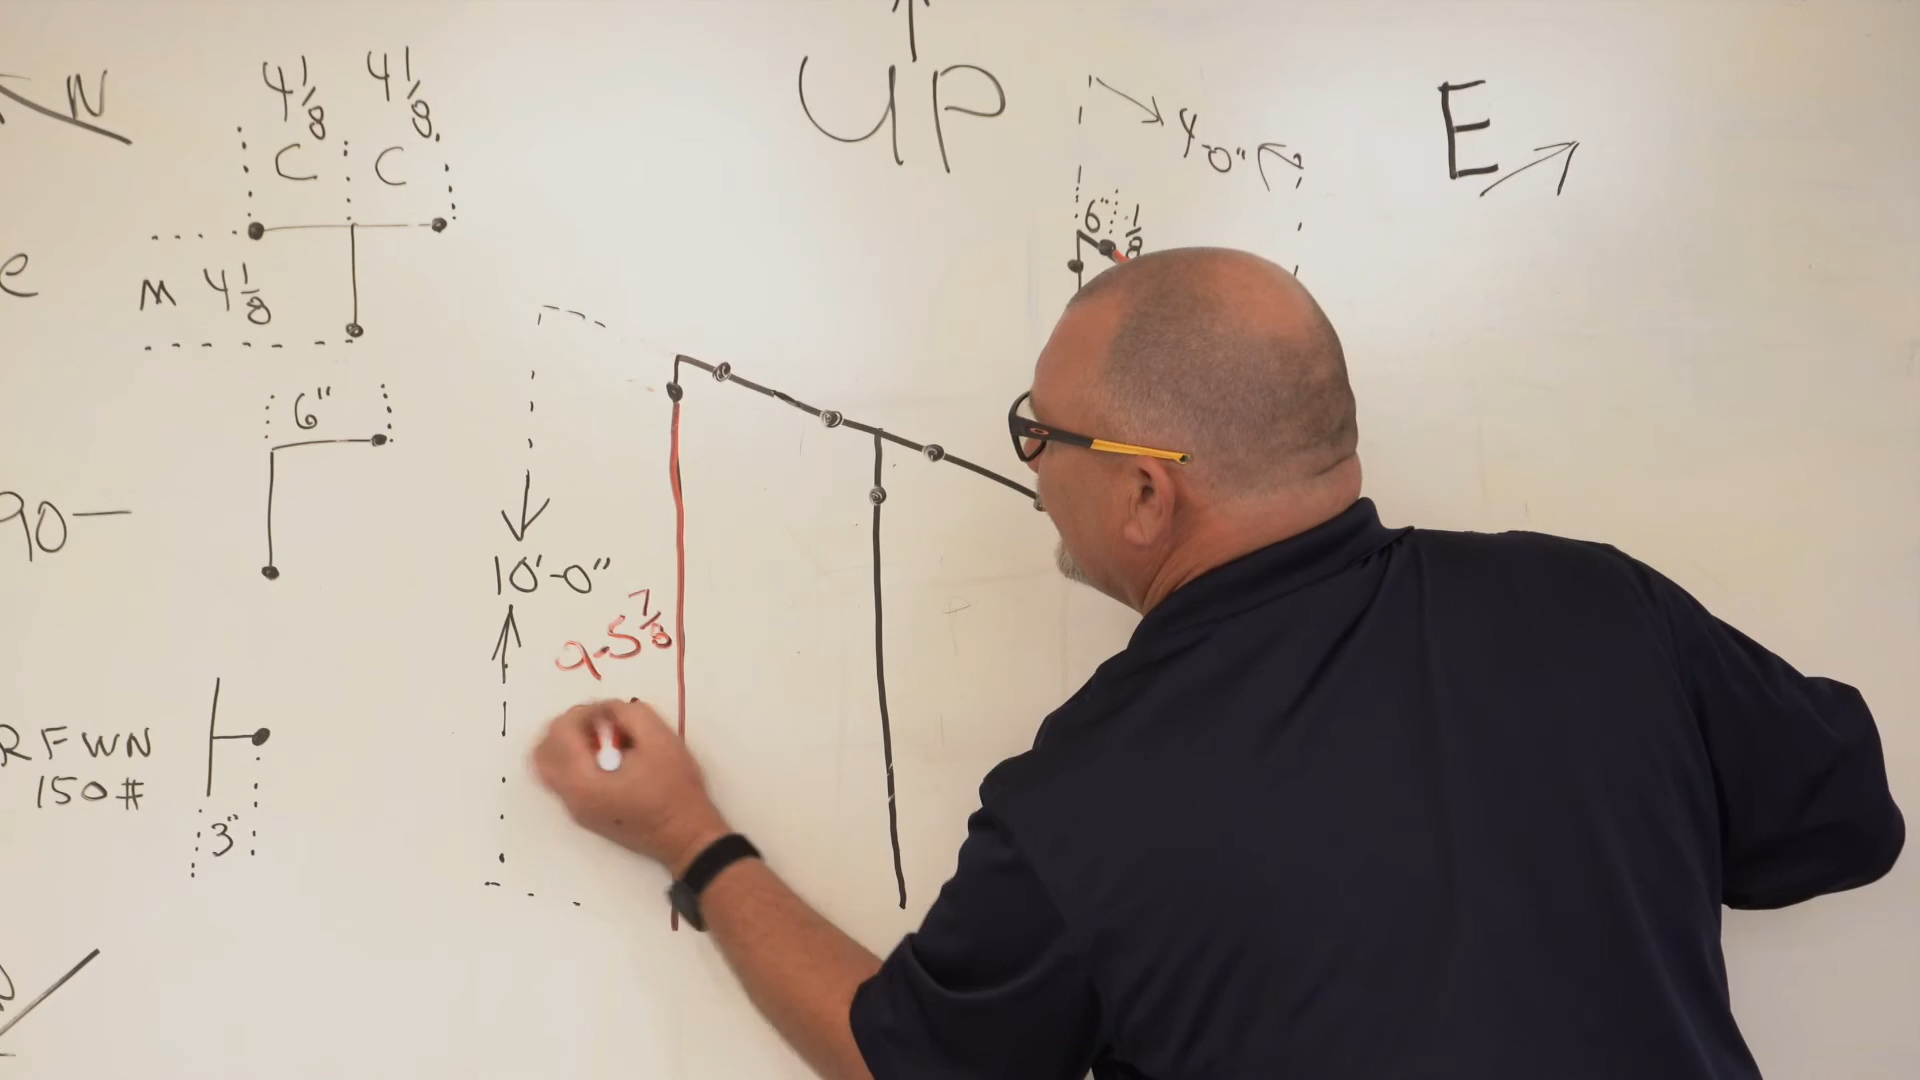 N
4 1/8 4 1/8
C C
M 4 1/8
e
6"
90—
RFWN
150#
3"
UP
4-0"
6" 1/8
E
10'-0"
9-5 7/8